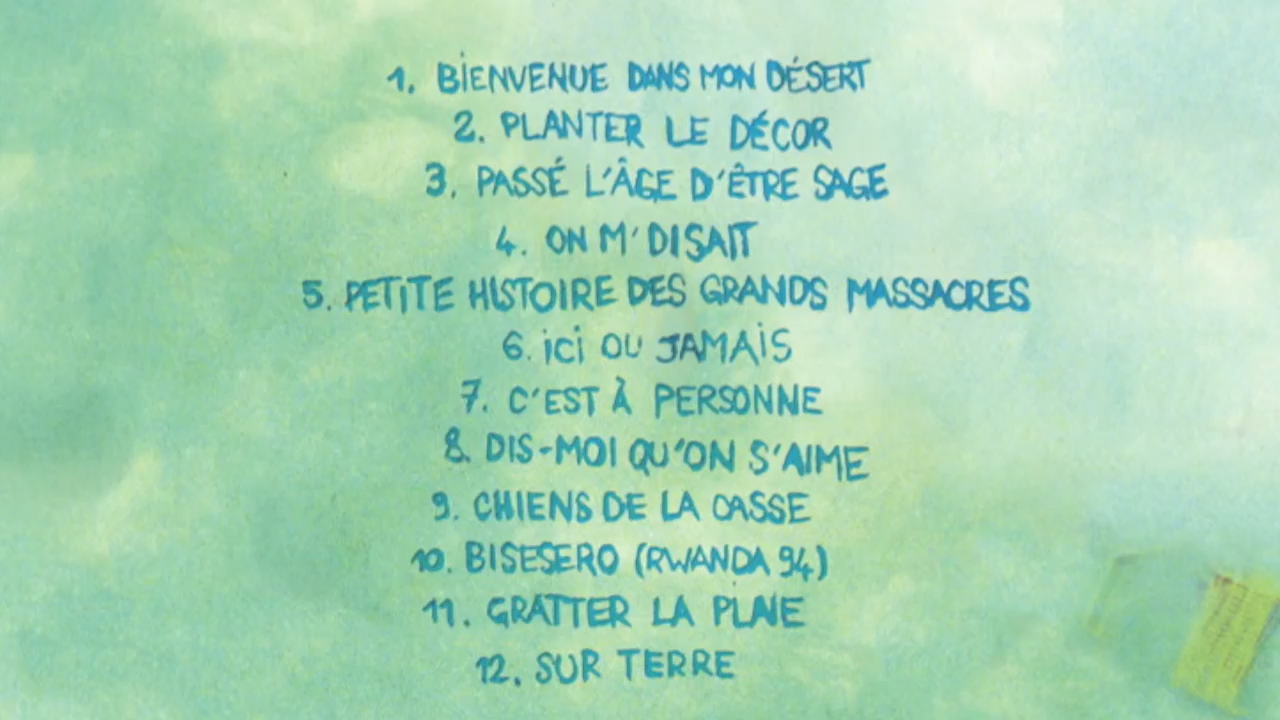 1. BIENVENUE DANS MON DÉSERT
2. PLANTER LE DÉCOR
3. PASSÉ L'ÂGE D'ÊTRE SAGE
4. ON M'DISAIT
5. PETITE HISTOIRE DES GRANDS MASSACRES
6. ici OU JAMAIS
7. C'EST À PERSONNE
8. DIS-MOI QU'ON S'AIME
9. CHIENS DE LA CASSE
10. BISESERO (RWANDA 94)
11. GRATTER LA PLAIE
12. SUR TERRE